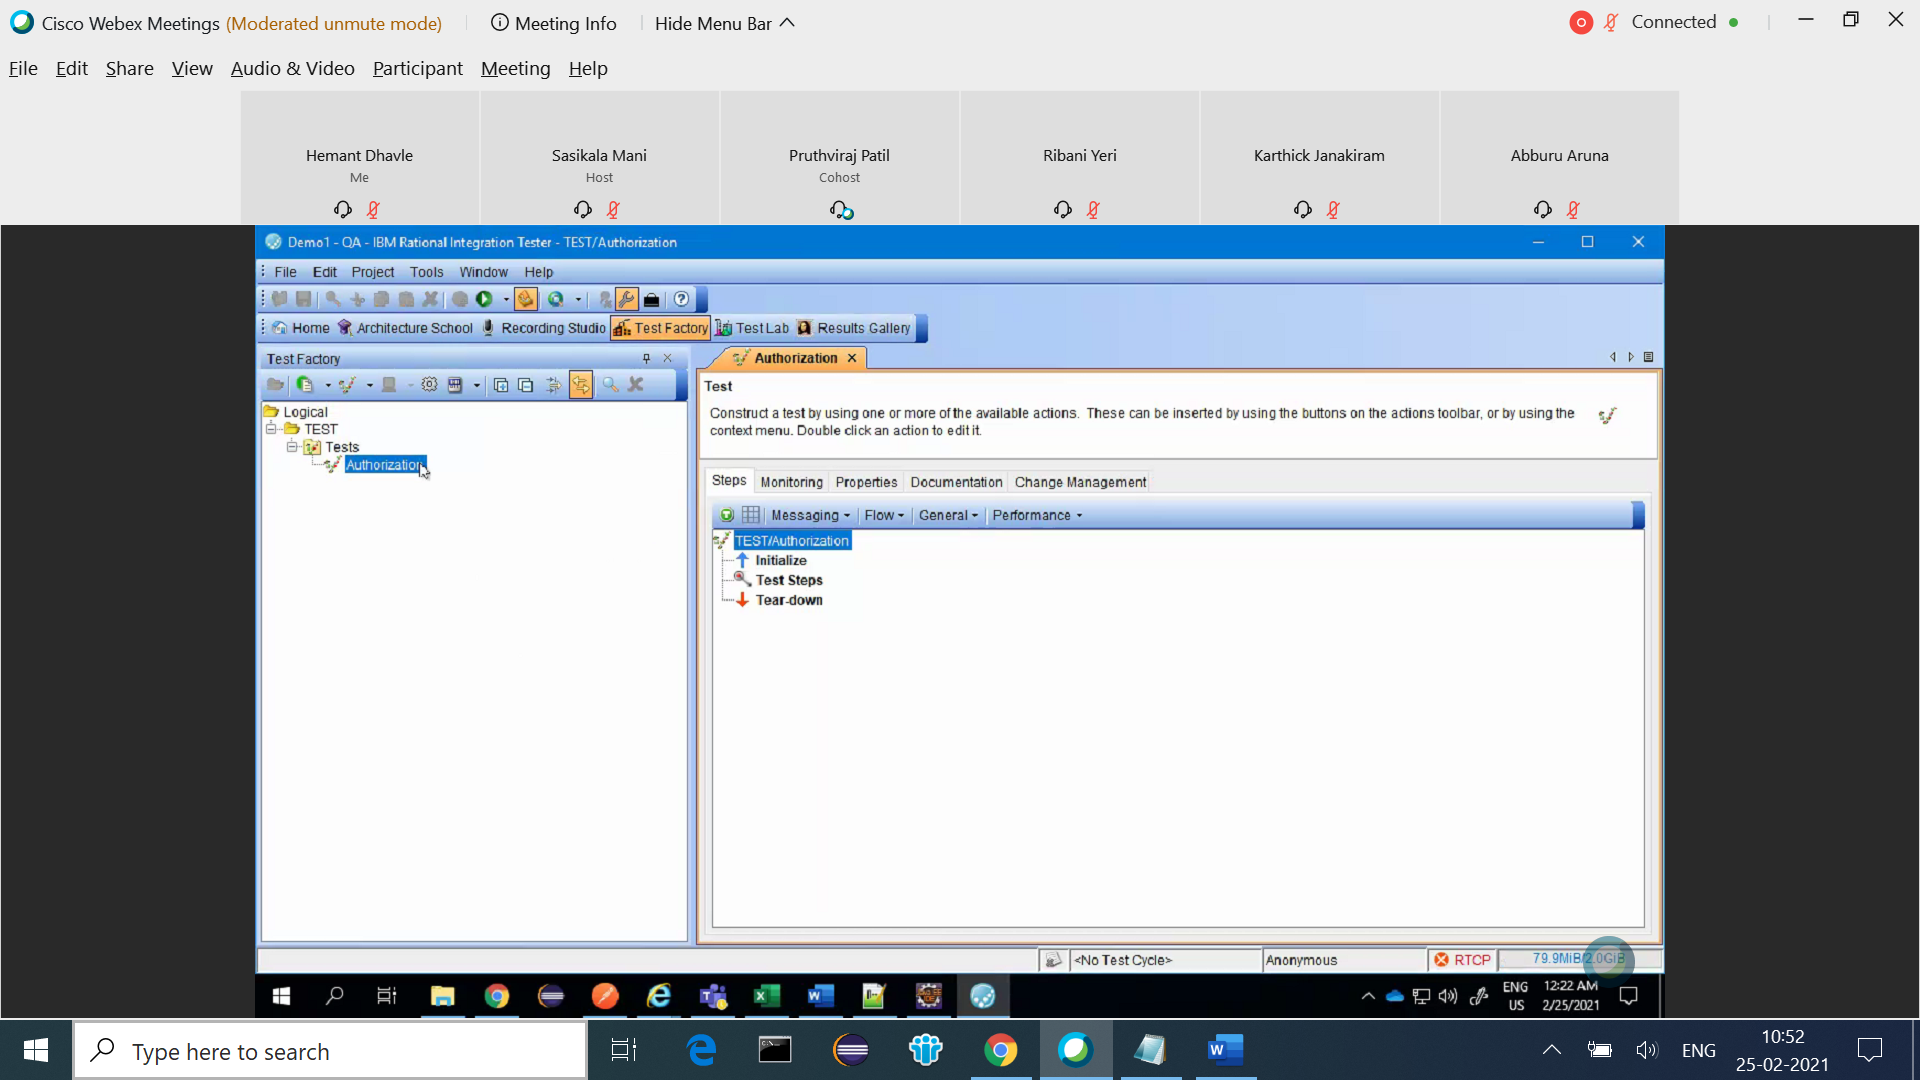 Cisco Webex Meetings (Moderated unmute mode) Meeting Info Hide Menu Bar Connected
File Edit Share View Audio & Video Participant Meeting Help
Hemant Dhavle
Me
Sasikala Mani
Host
Pruthviraj Patil
Cohost
Ribani Yeri
Karthick Janakiram
Abburu Aruna
Demo1 - QA - IBM Rational Integration Tester - TEST/Authorization
File Edit Project Tools Window Help
Home Architecture School Recording Studio Test Factory Test Lab Results Gallery
Test Factory
Logical
TEST
Tests
Authorization
Authorization
Test
Construct a test by using one or more of the available actions. These can be inserted by using the buttons on the actions toolbar, or by using the
context menu. Double click an action to edit it.
Steps Monitoring Properties Documentation Change Management
Messaging Flow General Performance
TEST/Authorization
Initialize
Test Steps
Tear-down
<No Test Cycle> Anonymous RTCP 79.9MiB/2.0GiB
ENG
US
12:22 AM
2/25/2021
Type here to search
ENG
10:52
25-02-2021